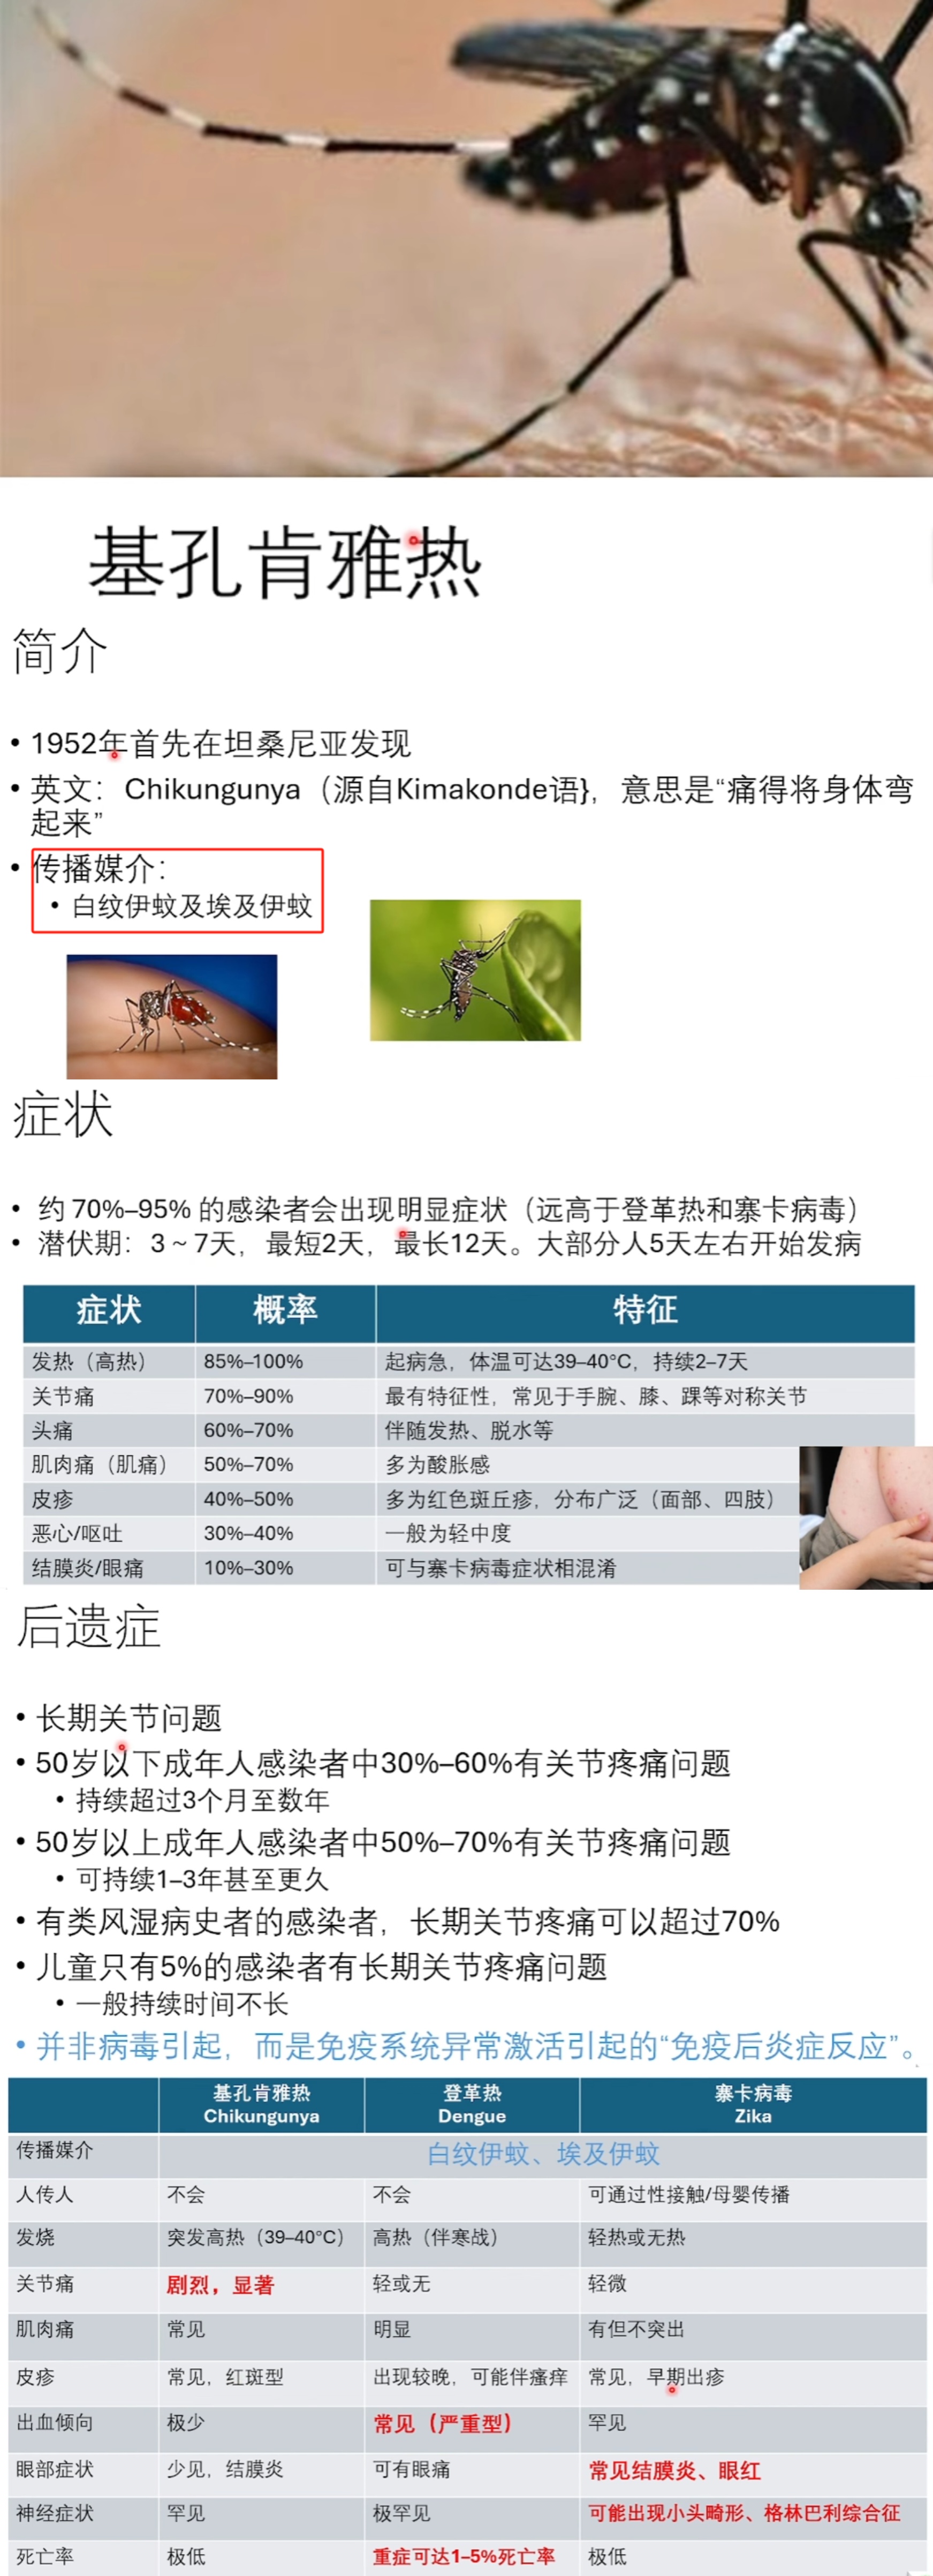 基孔肯雅热
简介
• 1952年首先在坦桑尼亚发现
• 英文：Chikungunya（源自Kimakonde语}，意思是“痛得将身体弯
起来”
• 传播媒介：
• 白纹伊蚊及埃及伊蚊
症状
• 约 70%–95% 的感染者会出现明显症状（远高于登革热和寨卡病毒）
• 潜伏期：3 ~ 7天，最短2天，最长12天。大部分人5天左右开始发病
症状 概率 特征
发热（高热） 85%–100% 起病急，体温可达39–40°C，持续2–7天
关节痛 70%–90% 最有特征性，常见于手腕、膝、踝等对称关节
头痛 60%–70% 伴随发热、脱水等
肌肉痛（肌痛） 50%–70% 多为酸胀感
皮疹 40%–50% 多为红色斑丘疹，分布广泛（面部、四肢）
恶心/呕吐 30%–40% 一般为轻中度
结膜炎/眼痛 10%–30% 可与寨卡病毒症状相混淆
后遗症
• 长期关节问题
• 50岁以下成年人感染者中30%–60%有关节疼痛问题
• 持续超过3个月至数年
• 50岁以上成年人感染者中50%–70%有关节疼痛问题
• 可持续1–3年甚至更久
• 有类风湿病史者的感染者，长期关节疼痛可以超过70%
• 儿童只有5%的感染者有长期关节疼痛问题
• 一般持续时间不长
• 并非病毒引起，而是免疫系统异常激活引起的“免疫后炎症反应”。
基孔肯雅热 登革热 寨卡病毒
Chikungunya Dengue Zika
传播媒介 白纹伊蚊、埃及伊蚊
人传人 不会 不会 可通过性接触/母婴传播
发烧 突发高热（39–40°C） 高热（伴寒战） 轻热或无热
关节痛 剧烈，显著 轻或无 轻微
肌肉痛 常见 明显 有但不突出
皮疹 常见，红斑型 出现较晚，可能伴瘙痒 常见，早期出疹
出血倾向 极少 常见（严重型） 罕见
眼部症状 少见，结膜炎 可有眼痛 常见结膜炎、眼红
神经症状 罕见 极罕见 可能出现小头畸形、格林巴利综合征
死亡率 极低 重症可达1–5%死亡率 极低